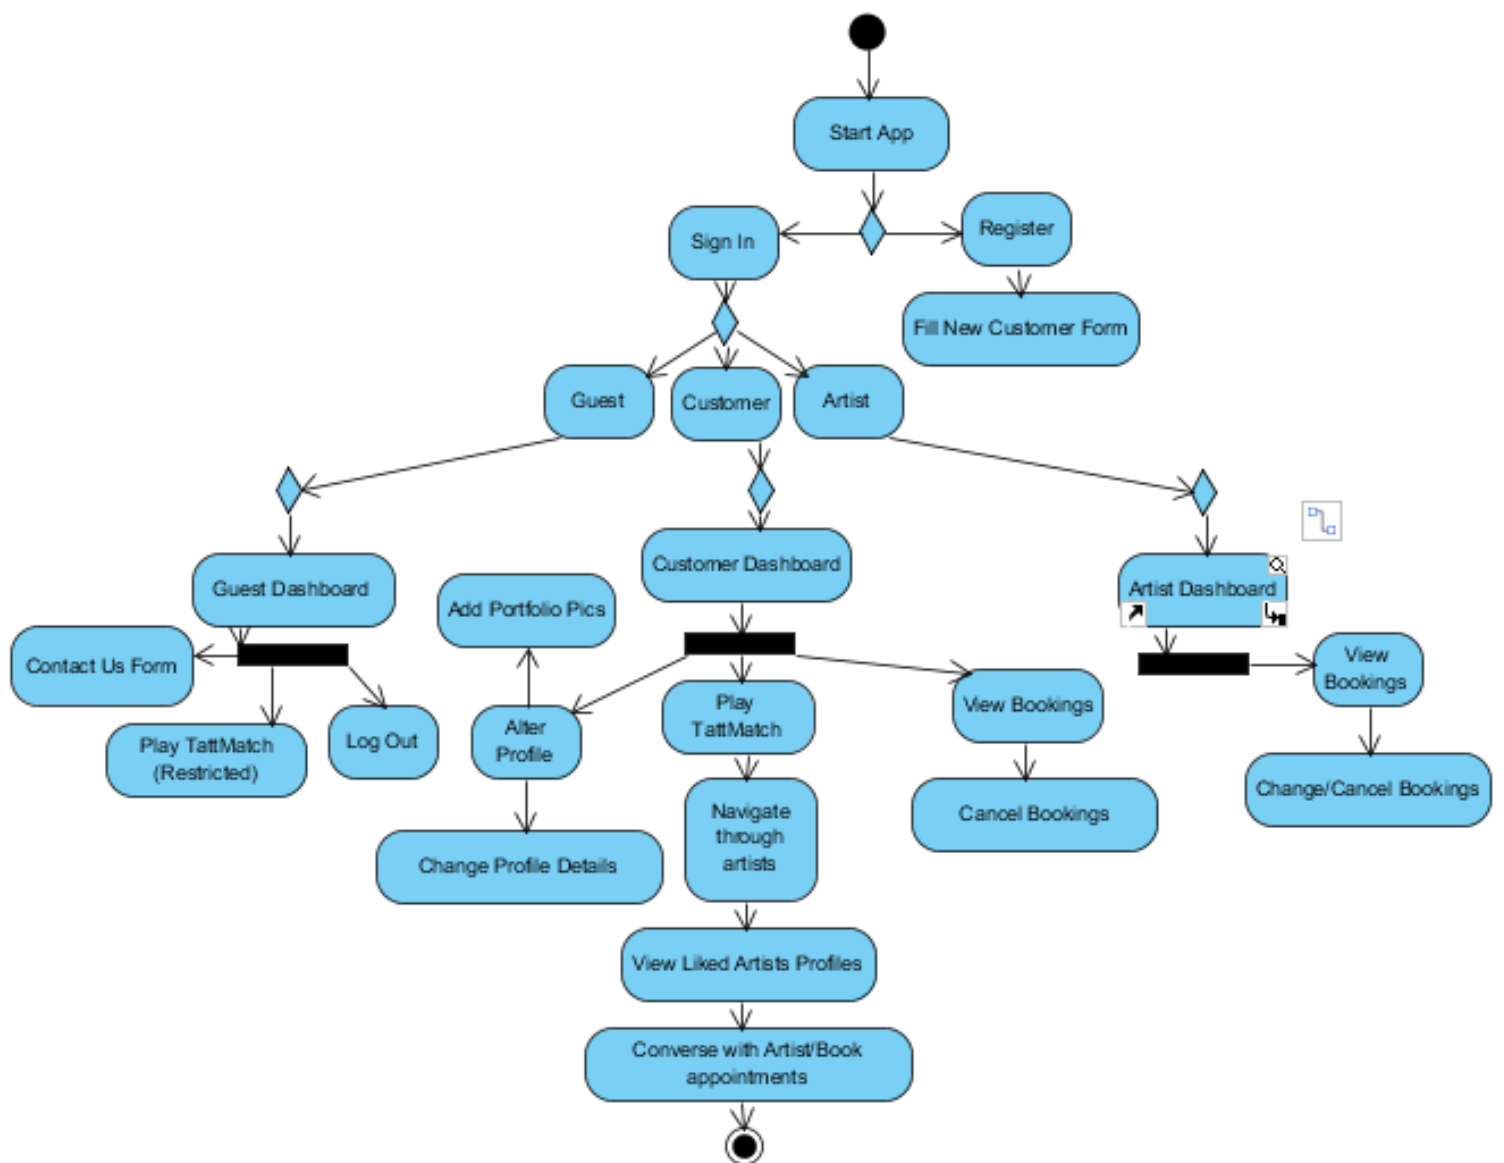 Start App
Sign In
Register
Fill New Customer Form
Guest
Customer
Artist
Guest Dashboard
Customer Dashboard
Artist Dashboard
Add Portfolio Pics
Contact Us Form
View
Bookings
Play TattMatch
(Restricted)
Log Out
Alter
Profile
Play
TattMatch
View Bookings
Change/Cancel Bookings
Navigate
through
artists
Cancel Bookings
Change Profile Details
View Liked Artists Profiles
Converse with Artist/Book
appointments